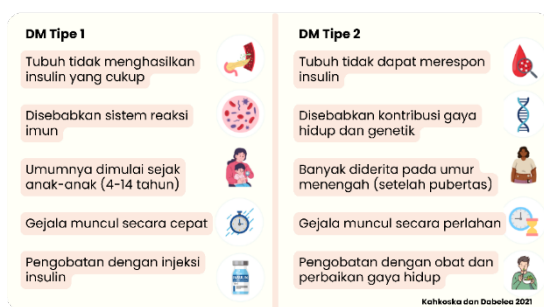 DM Tipe 1
Tubuh tidak menghasilkan
insulin yang cukup
Disebabkan sistem reaksi
imun
Umumnya dimulai sejak
anak-anak (4-14 tahun)
Gejala muncul secara cepat
Pengobatan dengan injeksi
insulin
DM Tipe 2
Tubuh tidak dapat merespon
insulin
Disebabkan kontribusi gaya
hidup dan genetik
Banyak diderita pada umur
menengah (setelah pubertas)
Gejala muncul secara perlahan
Pengobatan dengan obat dan
perbaikan gaya hidup
Kahkoska dan Dabelea 2021